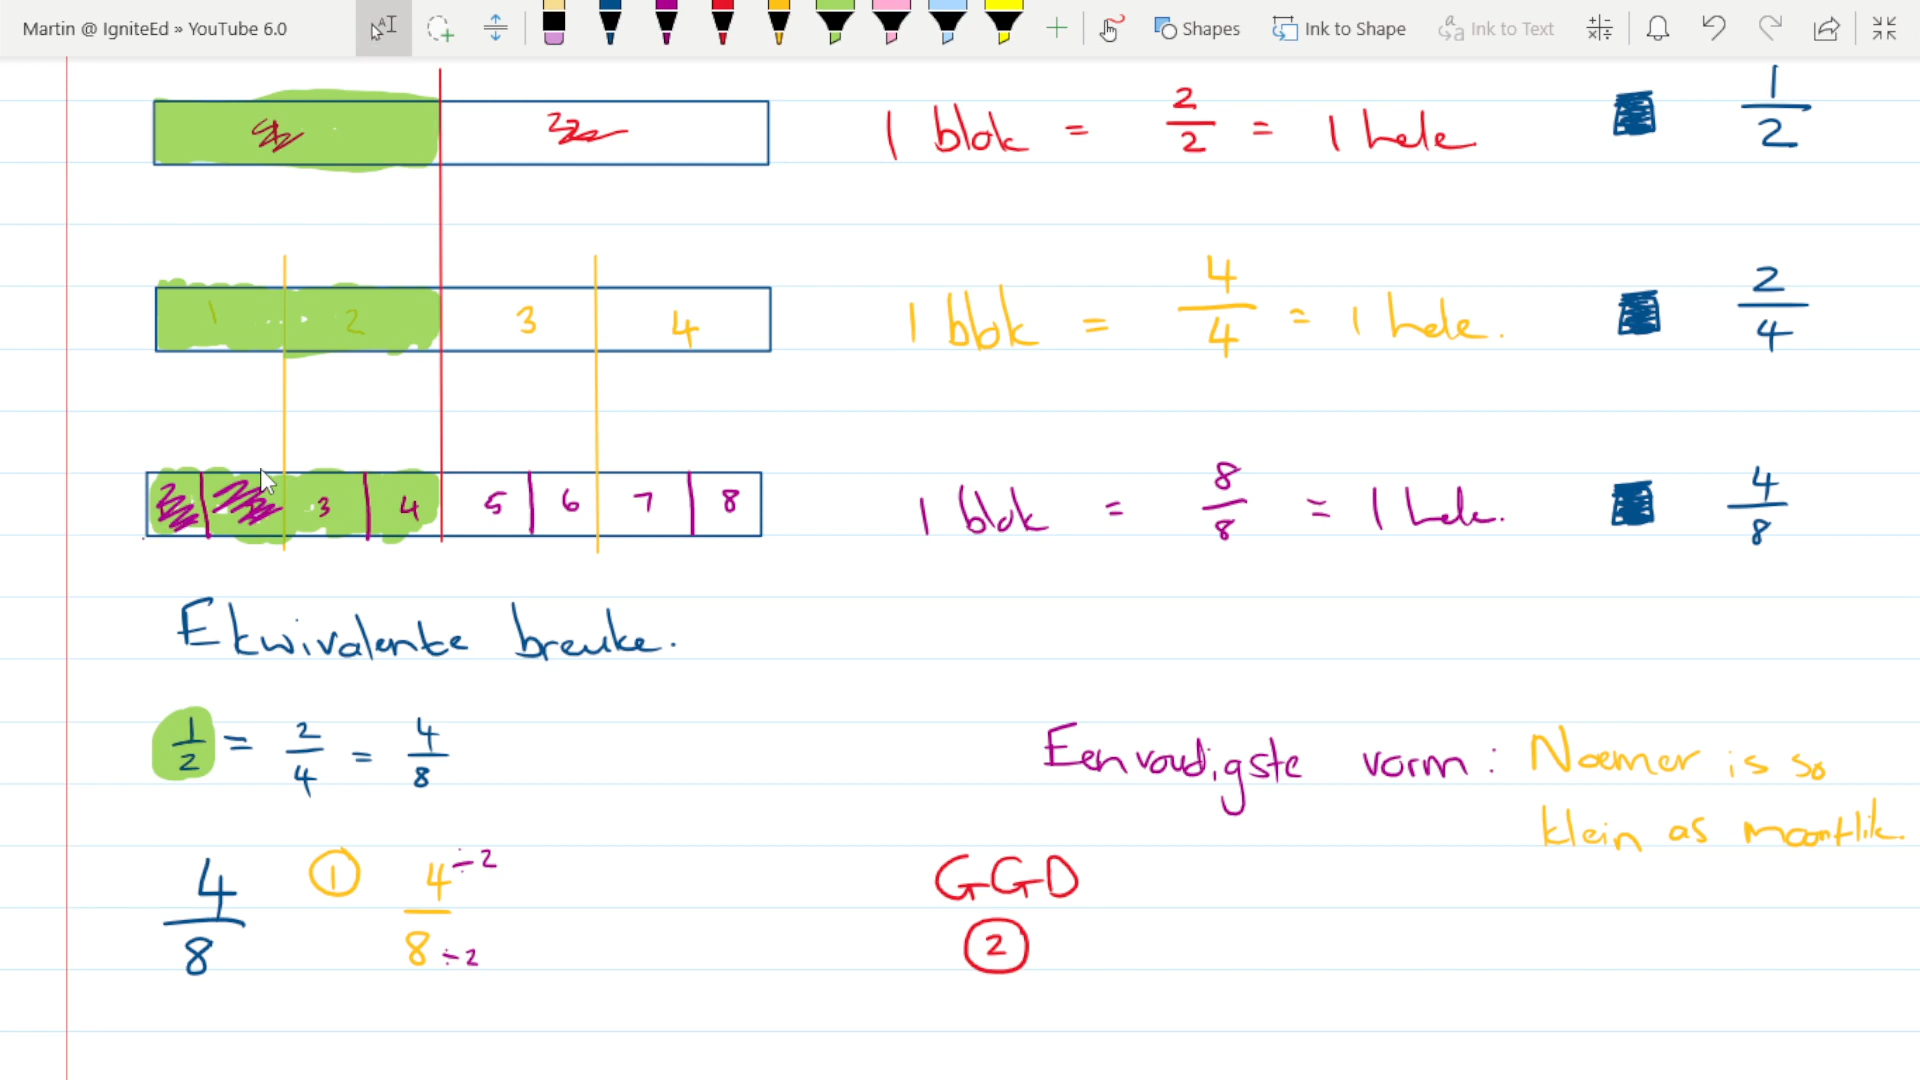 Martin @ IgniteEd » YouTube 6.0
Shapes
Ink to Shape
Ink to Text
1 blok = 2/2 = 1 hele 1/2
1 2 3 4
1 blok = 4/4 = 1 hele. 2/4
3 4 5 6 7 8
1 blok = 8/8 = 1 hele. 4/8
Ekwivalente breuke.
1/2 = 2/4 = 4/8
Eenvoudigste vorm: Noemer is so
klein as moontlik.
4/8 1 4÷2/8÷2
GGD
2